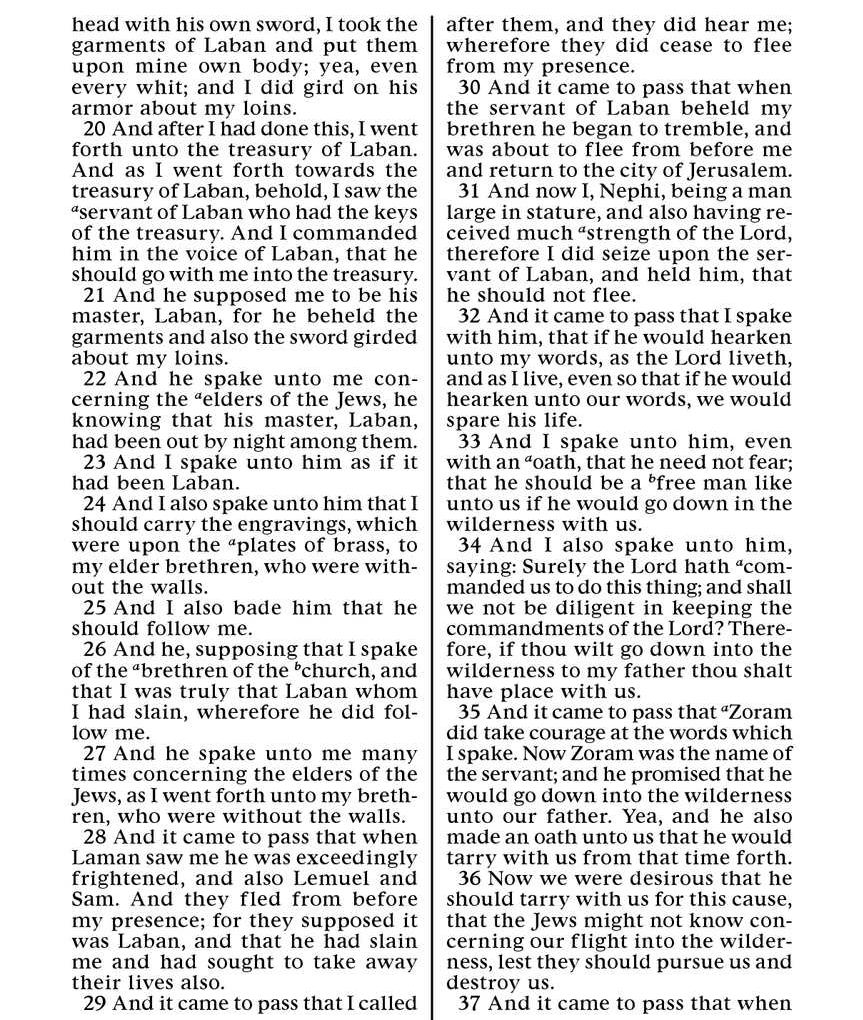 head with his own sword, I took the
garments of Laban and put them
upon mine own body; yea, even
every whit; and I did gird on his
armor about my loins.
20 And after I had done this, I went
forth unto the treasury of Laban.
And as I went forth towards the
treasury of Laban, behold, I saw the
ᵃservant of Laban who had the keys
of the treasury. And I commanded
him in the voice of Laban, that he
should go with me into the treasury.
21 And he supposed me to be his
master, Laban, for he beheld the
garments and also the sword girded
about my loins.
22 And he spake unto me con-
cerning the ᵃelders of the Jews, he
knowing that his master, Laban,
had been out by night among them.
23 And I spake unto him as if it
had been Laban.
24 And I also spake unto him that I
should carry the engravings, which
were upon the ᵃplates of brass, to
my elder brethren, who were with-
out the walls.
25 And I also bade him that he
should follow me.
26 And he, supposing that I spake
of the ᵃbrethren of the ᵇchurch, and
that I was truly that Laban whom
I had slain, wherefore he did fol-
low me.
27 And he spake unto me many
times concerning the elders of the
Jews, as I went forth unto my breth-
ren, who were without the walls.
28 And it came to pass that when
Laman saw me he was exceedingly
frightened, and also Lemuel and
Sam. And they fled from before
my presence; for they supposed it
was Laban, and that he had slain
me and had sought to take away
their lives also.
29 And it came to pass that I called
after them, and they did hear me;
wherefore they did cease to flee
from my presence.
30 And it came to pass that when
the servant of Laban beheld my
brethren he began to tremble, and
was about to flee from before me
and return to the city of Jerusalem.
31 And now I, Nephi, being a man
large in stature, and also having re-
ceived much ᵃstrength of the Lord,
therefore I did seize upon the ser-
vant of Laban, and held him, that
he should not flee.
32 And it came to pass that I spake
with him, that if he would hearken
unto my words, as the Lord liveth,
and as I live, even so that if he would
hearken unto our words, we would
spare his life.
33 And I spake unto him, even
with an ᵃoath, that he need not fear;
that he should be a ᵇfree man like
unto us if he would go down in the
wilderness with us.
34 And I also spake unto him,
saying: Surely the Lord hath ᵃcom-
manded us to do this thing; and shall
we not be diligent in keeping the
commandments of the Lord? There-
fore, if thou wilt go down into the
wilderness to my father thou shalt
have place with us.
35 And it came to pass that ᵃZoram
did take courage at the words which
I spake. Now Zoram was the name of
the servant; and he promised that he
would go down into the wilderness
unto our father. Yea, and he also
made an oath unto us that he would
tarry with us from that time forth.
36 Now we were desirous that he
should tarry with us for this cause,
that the Jews might not know con-
cerning our flight into the wilder-
ness, lest they should pursue us and
destroy us.
37 And it came to pass that when